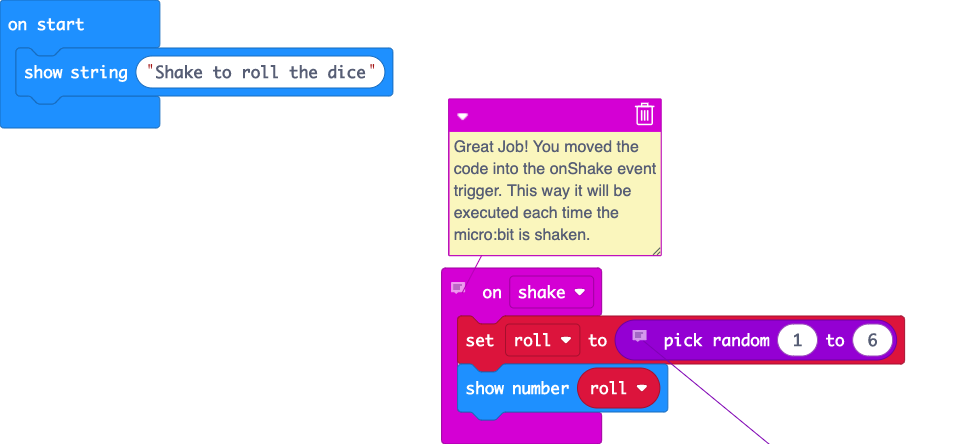 on start
show string "Shake to roll the dice"
Great Job! You moved the
code into the onShake event
trigger. This way it will be
executed each time the
micro:bit is shaken.
on shake
set roll to pick random 1 to 6
show number roll